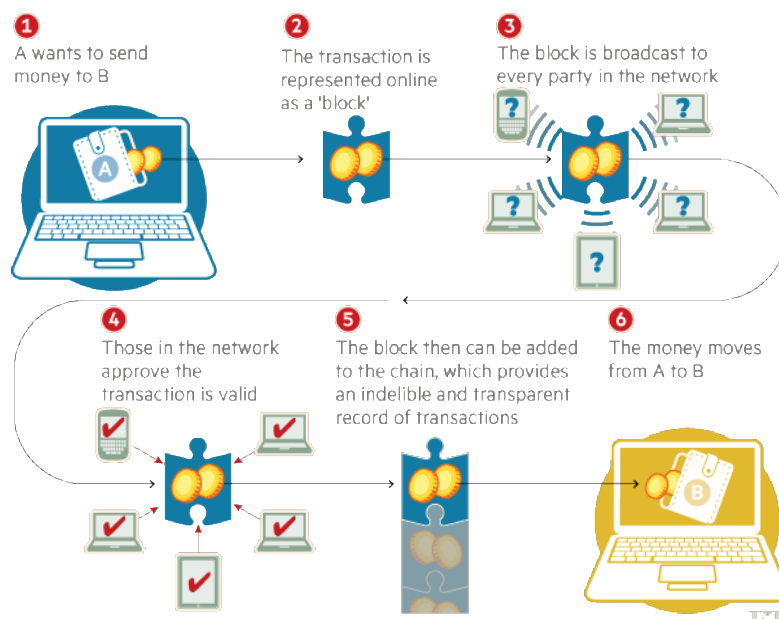 1
A wants to send
money to B
2
The transaction is
represented online
as a 'block'
3
The block is broadcast to
every party in the network
A
?
?
?
?
?
4
Those in the network
approve the
transaction is valid
5
The block then can be added
to the chain, which provides
an indelible and transparent
record of transactions
6
The money moves
from A to B
B